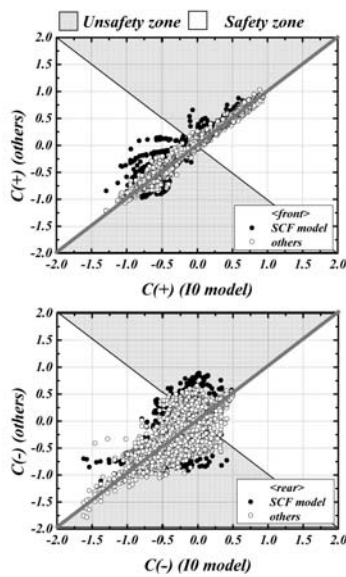 Unsafety zone Safety zone
2.0
1.5
1.0
0.5
0.0
-0.5
-1.0
-1.5
-2.0
C(+) (others)
<front>
SCF model
others
-2.0 -1.5 -1.0 -0.5 0.0 0.5 1.0 1.5 2.0
C(+) (I0 model)
2.0
1.5
1.0
0.5
0.0
-0.5
-1.0
-1.5
-2.0
C(-) (others)
<rear>
SCF model
others
-2.0 -1.5 -1.0 -0.5 0.0 0.5 1.0 1.5 2.0
C(-) (I0 model)